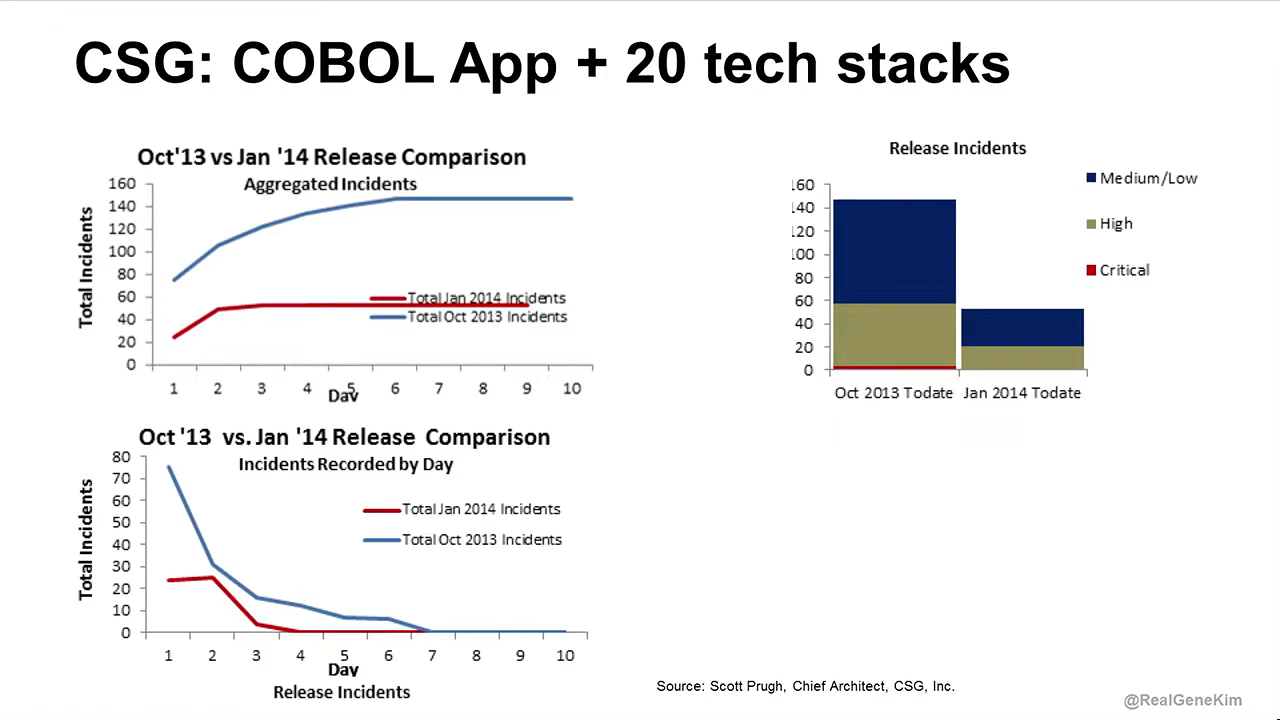 CSG: COBOL App + 20 tech stacks
Oct'13 vs Jan '14 Release Comparison
Aggregated Incidents
Total Incidents
160
140
120
100
80
60
40
20
0
Total Jan 2014 Incidents
Total Oct 2013 Incidents
1 2 3 4 5 6 7 8 9 10
Day
Release Incidents
160
140
120
100
80
60
40
20
0
Medium/Low
High
Critical
Oct 2013 Todate Jan 2014 Todate
Oct '13 vs. Jan '14 Release Comparison
Incidents Recorded by Day
Total Incidents
80
70
60
50
40
30
20
10
0
Total Jan 2014 Incidents
Total Oct 2013 Incidents
1 2 3 4 5 6 7 8 9 10
Day
Release Incidents
Source: Scott Prugh, Chief Architect, CSG, Inc.
@RealGeneKim